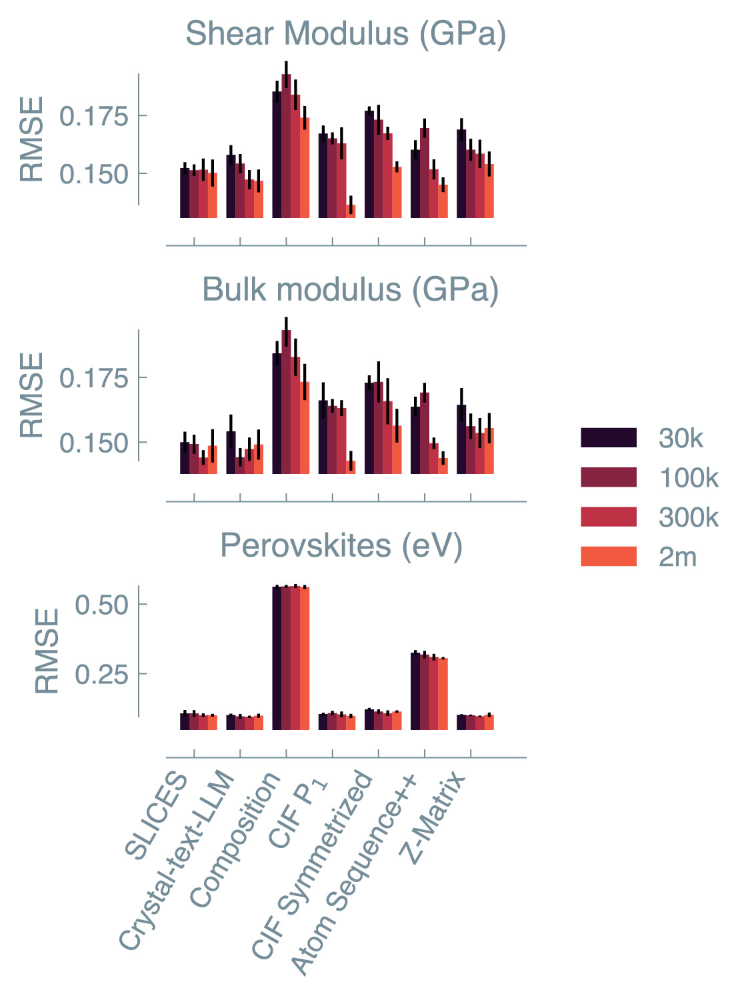 Shear Modulus (GPa)
RMSE
0.175
0.150
Bulk modulus (GPa)
RMSE
0.175
0.150
30k
100k
300k
2m
Perovskites (eV)
RMSE
0.50
0.25
SLICES
Crystal-text-LLM
Composition
CIF P₁
CIF Symmetrized
Atom Sequence++
Z-Matrix